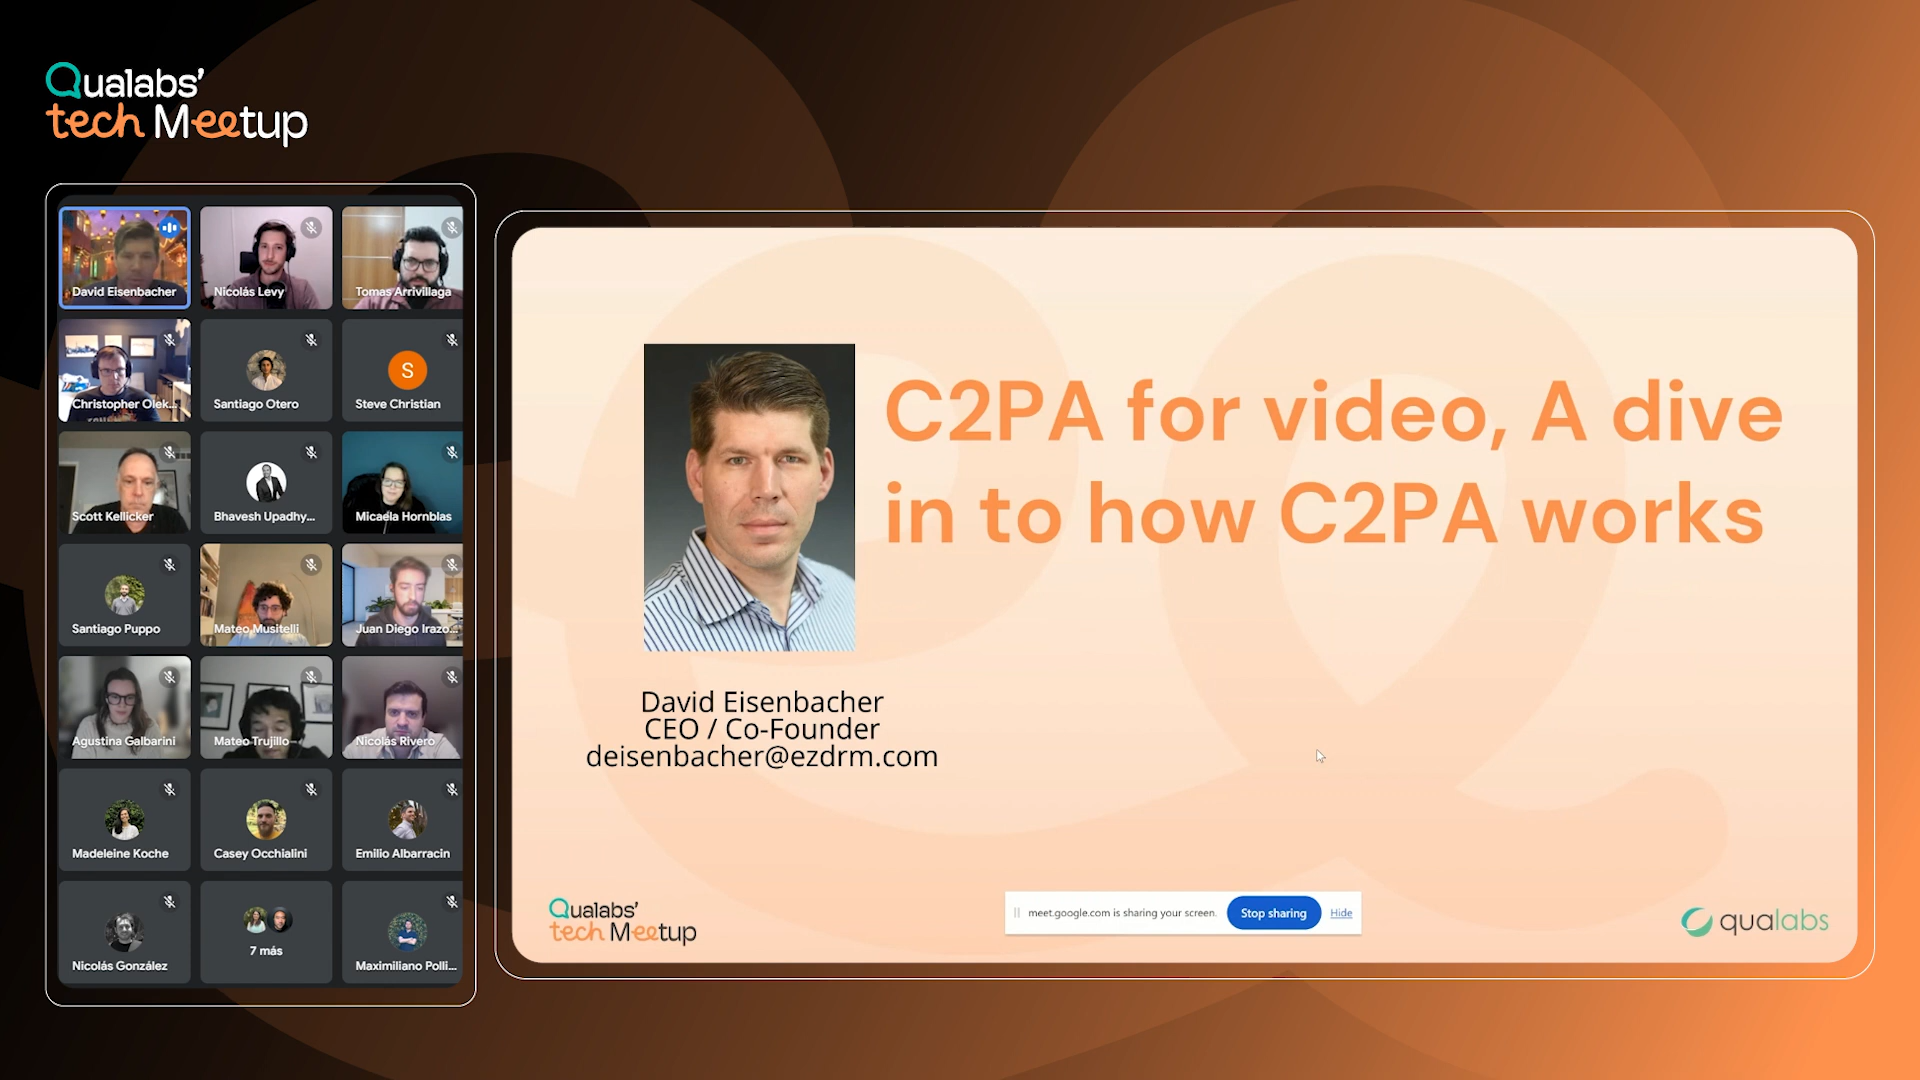 Qualabs'
tech Meetup
David Eisenbacher
Nicolás Levy
Tomas Arrivillaga
Christopher Olek...
Santiago Otero
S
Steve Christian
Scott Kellicker
Bhavesh Upadhy...
Micaela Hornblas
Santiago Puppo
Mateo Musitelli
Juan Diego Irazo...
Agustina Galbarini
Mateo Trujillo
Nicolás Rivero
Madeleine Koche
Casey Occhialini
Emilio Albarracin
Nicolás González
7 más
Maximiliano Polli...
C2PA for video, A dive
in to how C2PA works
David Eisenbacher
CEO / Co-Founder
deisenbacher@ezdrm.com
Qualabs'
tech Meetup
meet.google.com is sharing your screen.
Stop sharing
Hide
qualabs